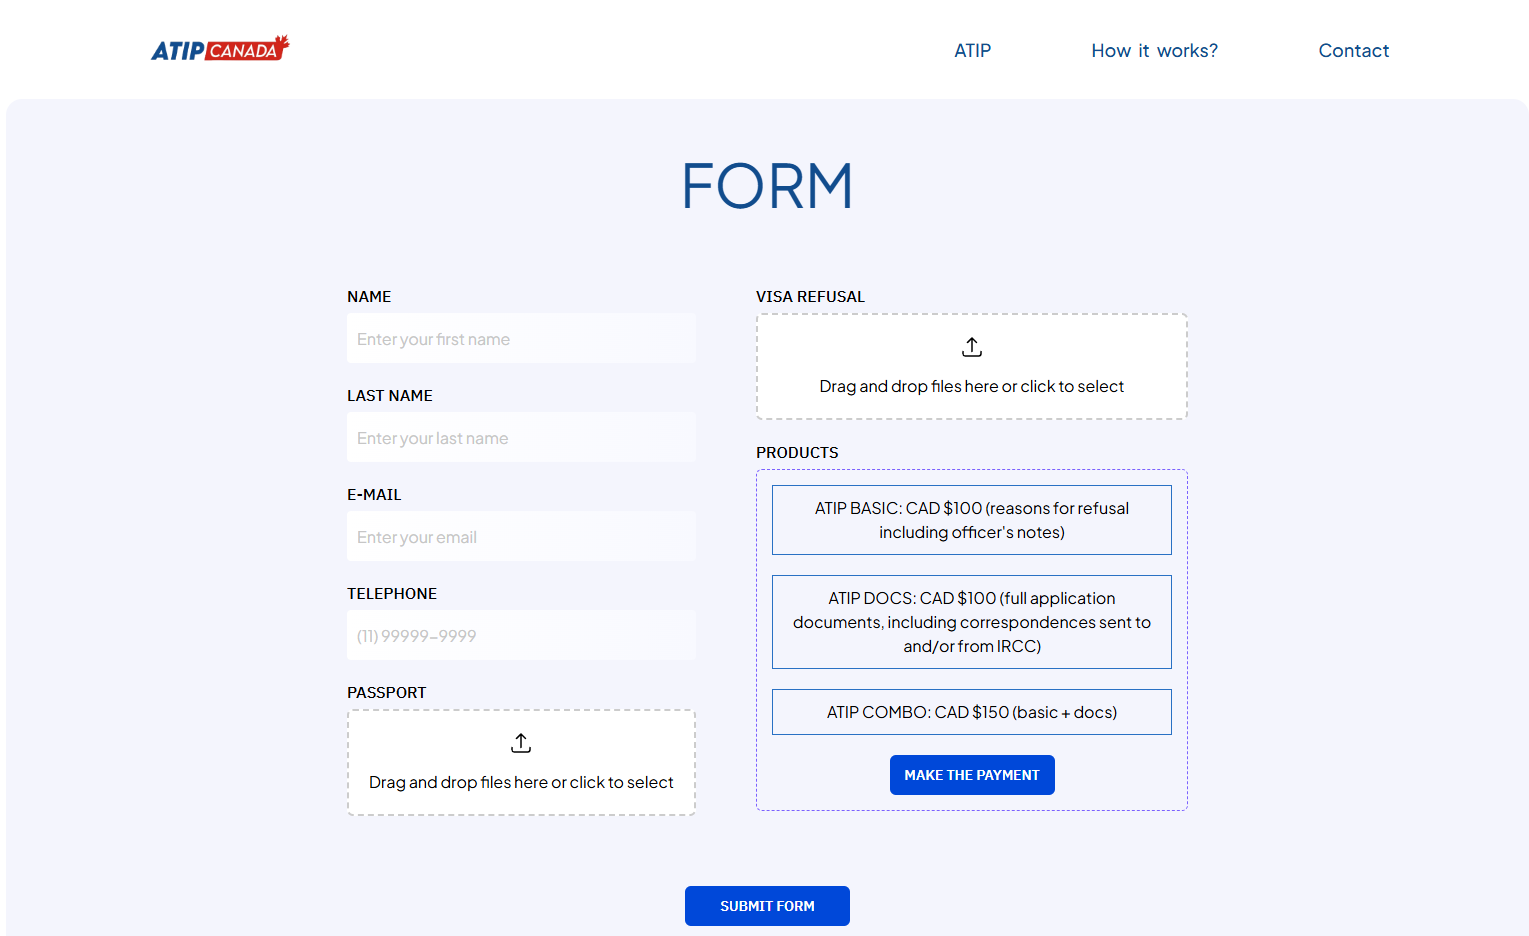 ATIP CANADA
ATIP
How it works?
Contact
FORM
NAME
Enter your first name
LAST NAME
Enter your last name
E-MAIL
Enter your email
TELEPHONE
(11) 99999-9999
PASSPORT
Drag and drop files here or click to select
VISA REFUSAL
Drag and drop files here or click to select
PRODUCTS
ATIP BASIC: CAD $100 (reasons for refusal
including officer's notes)
ATIP DOCS: CAD $100 (full application
documents, including correspondences sent to
and/or from IRCC)
ATIP COMBO: CAD $150 (basic + docs)
MAKE THE PAYMENT
SUBMIT FORM